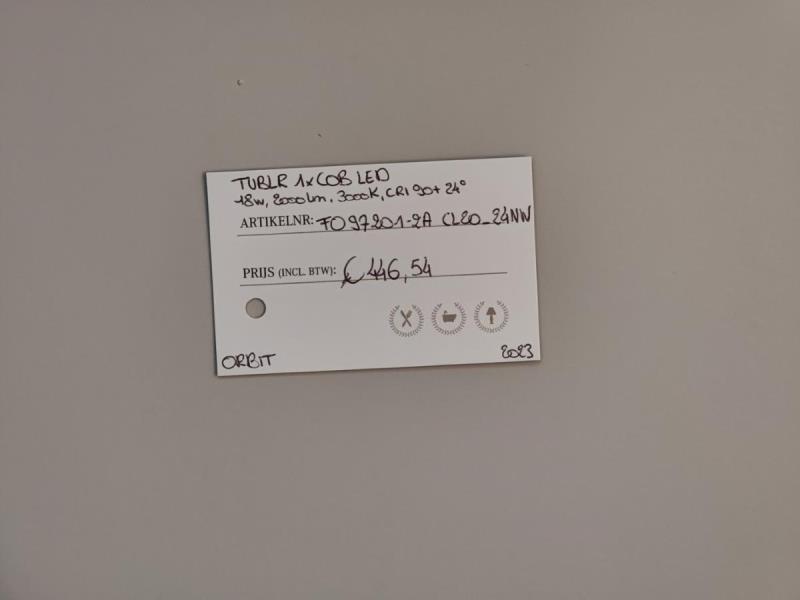 TUBLR 1x COB LED
18W, 2000lm, 3000K, CRI 90+ 24°
ARTIKELNR: FO97201-2A CL20_24NW
PRIJS (INCL. BTW): € 446,54
ORBIT 2023